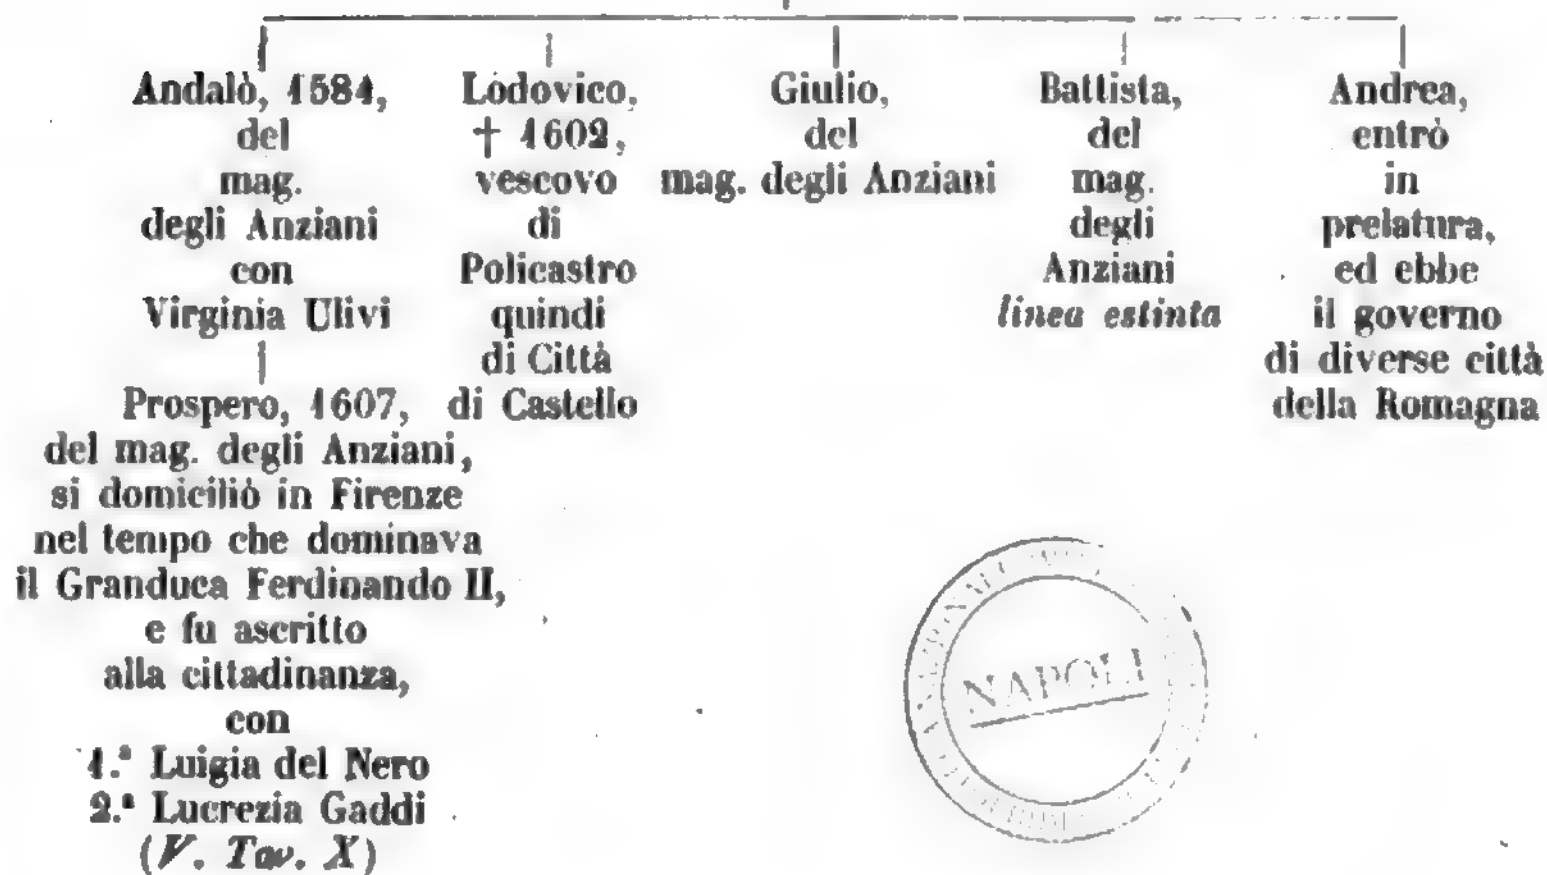 Andalò, 1584,
del
mag.
degli Anziani
con
Virginia Ulivi
Prospero, 1607,
del mag. degli Anziani,
si domiciliò in Firenze
nel tempo che dominava
il Granduca Ferdinando II,
e fu ascritto
alla cittadinanza,
con
1.ª Luigia del Nero
2.ª Lucrezia Gaddi
(V. Tav. X)
Lodovico,
† 1602,
vescovo
di
Policastro
quindi
di Città
di Castello
Giulio,
del
mag. degli Anziani
Battista,
del
mag.
degli
Anziani
linea estinta
Andrea,
entrò
in
prelatura,
ed ebbe
il governo
di diverse città
della Romagna
NAPOLI